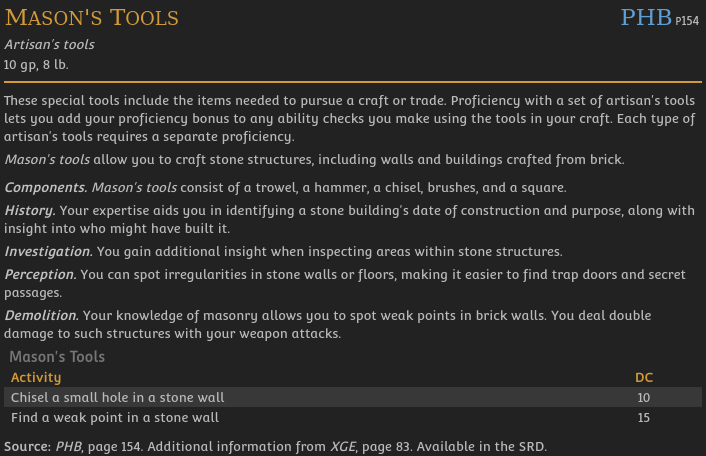 MASON'S TOOLS PHB P154
Artisan's tools
10 gp, 8 lb.
These special tools include the items needed to pursue a craft or trade. Proficiency with a set of artisan's tools
lets you add your proficiency bonus to any ability checks you make using the tools in your craft. Each type of
artisan's tools requires a separate proficiency.
Mason's tools allow you to craft stone structures, including walls and buildings crafted from brick.
Components. Mason's tools consist of a trowel, a hammer, a chisel, brushes, and a square.
History. Your expertise aids you in identifying a stone building's date of construction and purpose, along with
insight into who might have built it.
Investigation. You gain additional insight when inspecting areas within stone structures.
Perception. You can spot irregularities in stone walls or floors, making it easier to find trap doors and secret
passages.
Demolition. Your knowledge of masonry allows you to spot weak points in brick walls. You deal double
damage to such structures with your weapon attacks.
Mason's Tools
Activity DC
Chisel a small hole in a stone wall 10
Find a weak point in a stone wall 15
Source: PHB, page 154. Additional information from XGE, page 83. Available in the SRD.